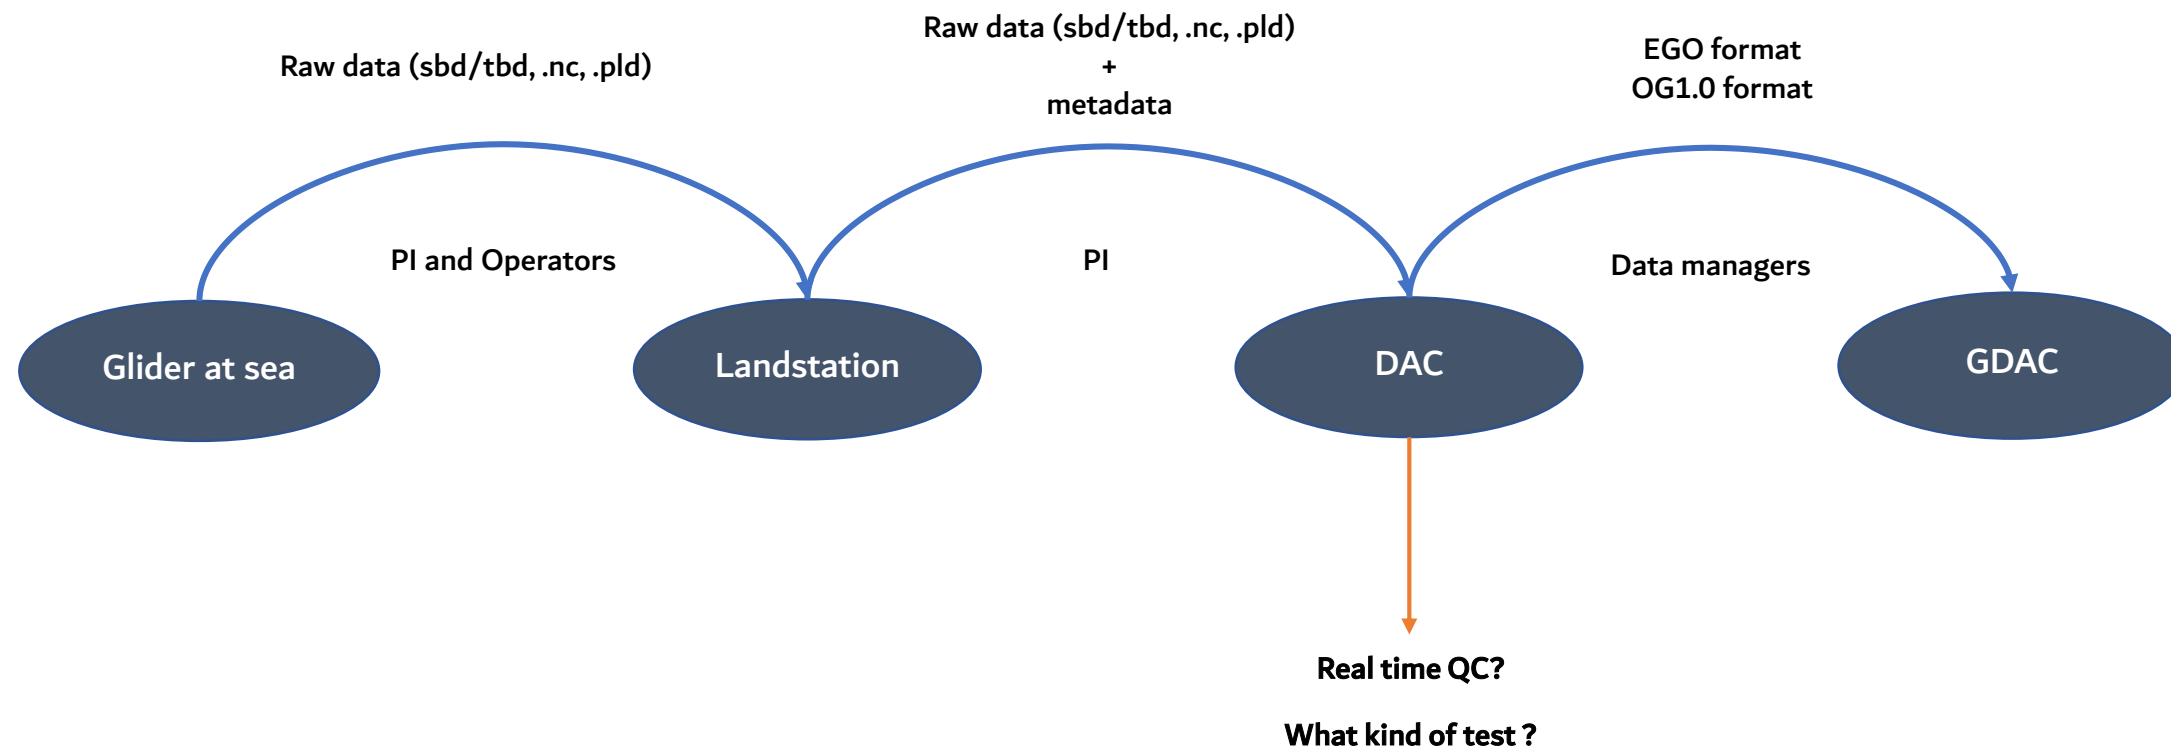 Raw data (sbd/tbd, .nc, .pld)
Raw data (sbd/tbd, .nc, .pld)
+
metadata
EGO format
OG1.0 format
PI and Operators
PI
Data managers
Glider at sea
Landstation
DAC
GDAC
Real time QC?
What kind of test ?